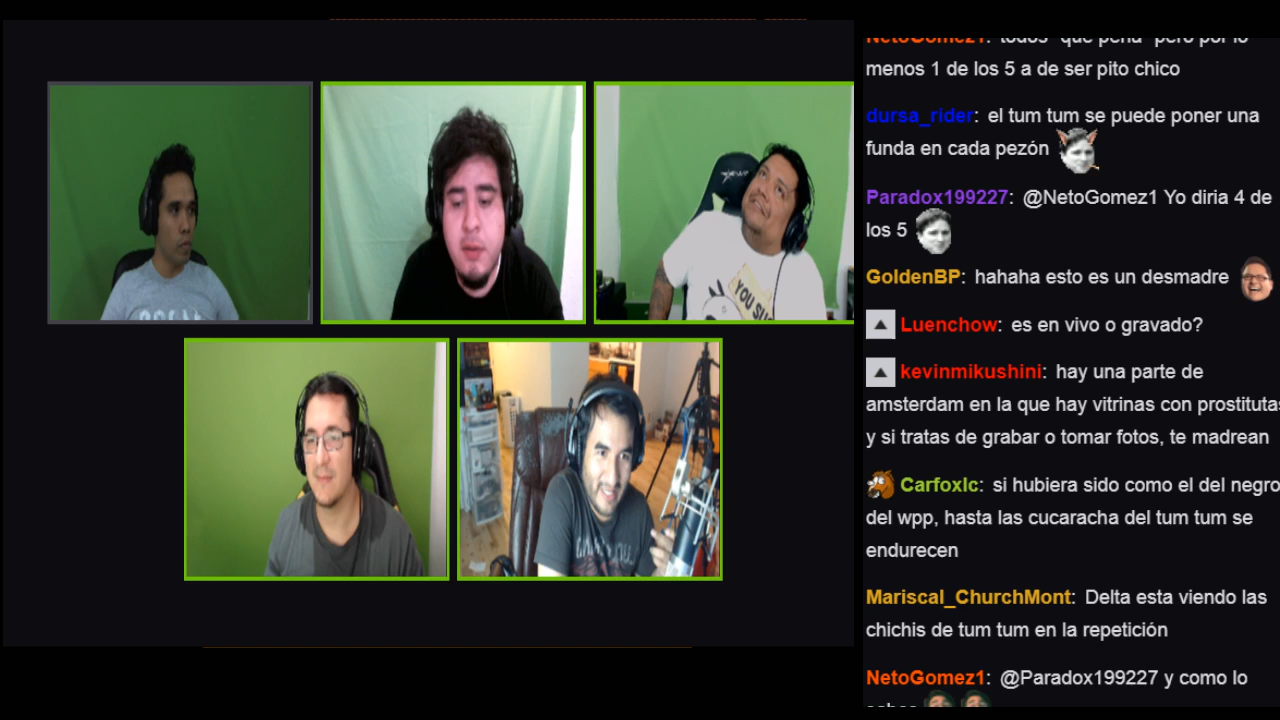 NetoGomez1: todos "que pena" pero por lo
menos 1 de los 5 a de ser pito chico
dursa_rider: el tum tum se puede poner una
funda en cada pezón
Paradox199227: @NetoGomez1 Yo diria 4 de
los 5
GoldenBP: hahaha esto es un desmadre
Luenchow: es en vivo o gravado?
kevinmikushini: hay una parte de
amsterdam en la que hay vitrinas con prostitutas
y si tratas de grabar o tomar fotos, te madrean
Carfoxlc: si hubiera sido como el del negro
del wpp, hasta las cucaracha del tum tum se
endurecen
Mariscal_ChurchMont: Delta esta viendo las
chichis de tum tum en la repetición
NetoGomez1: @Paradox199227 y como lo
YOU